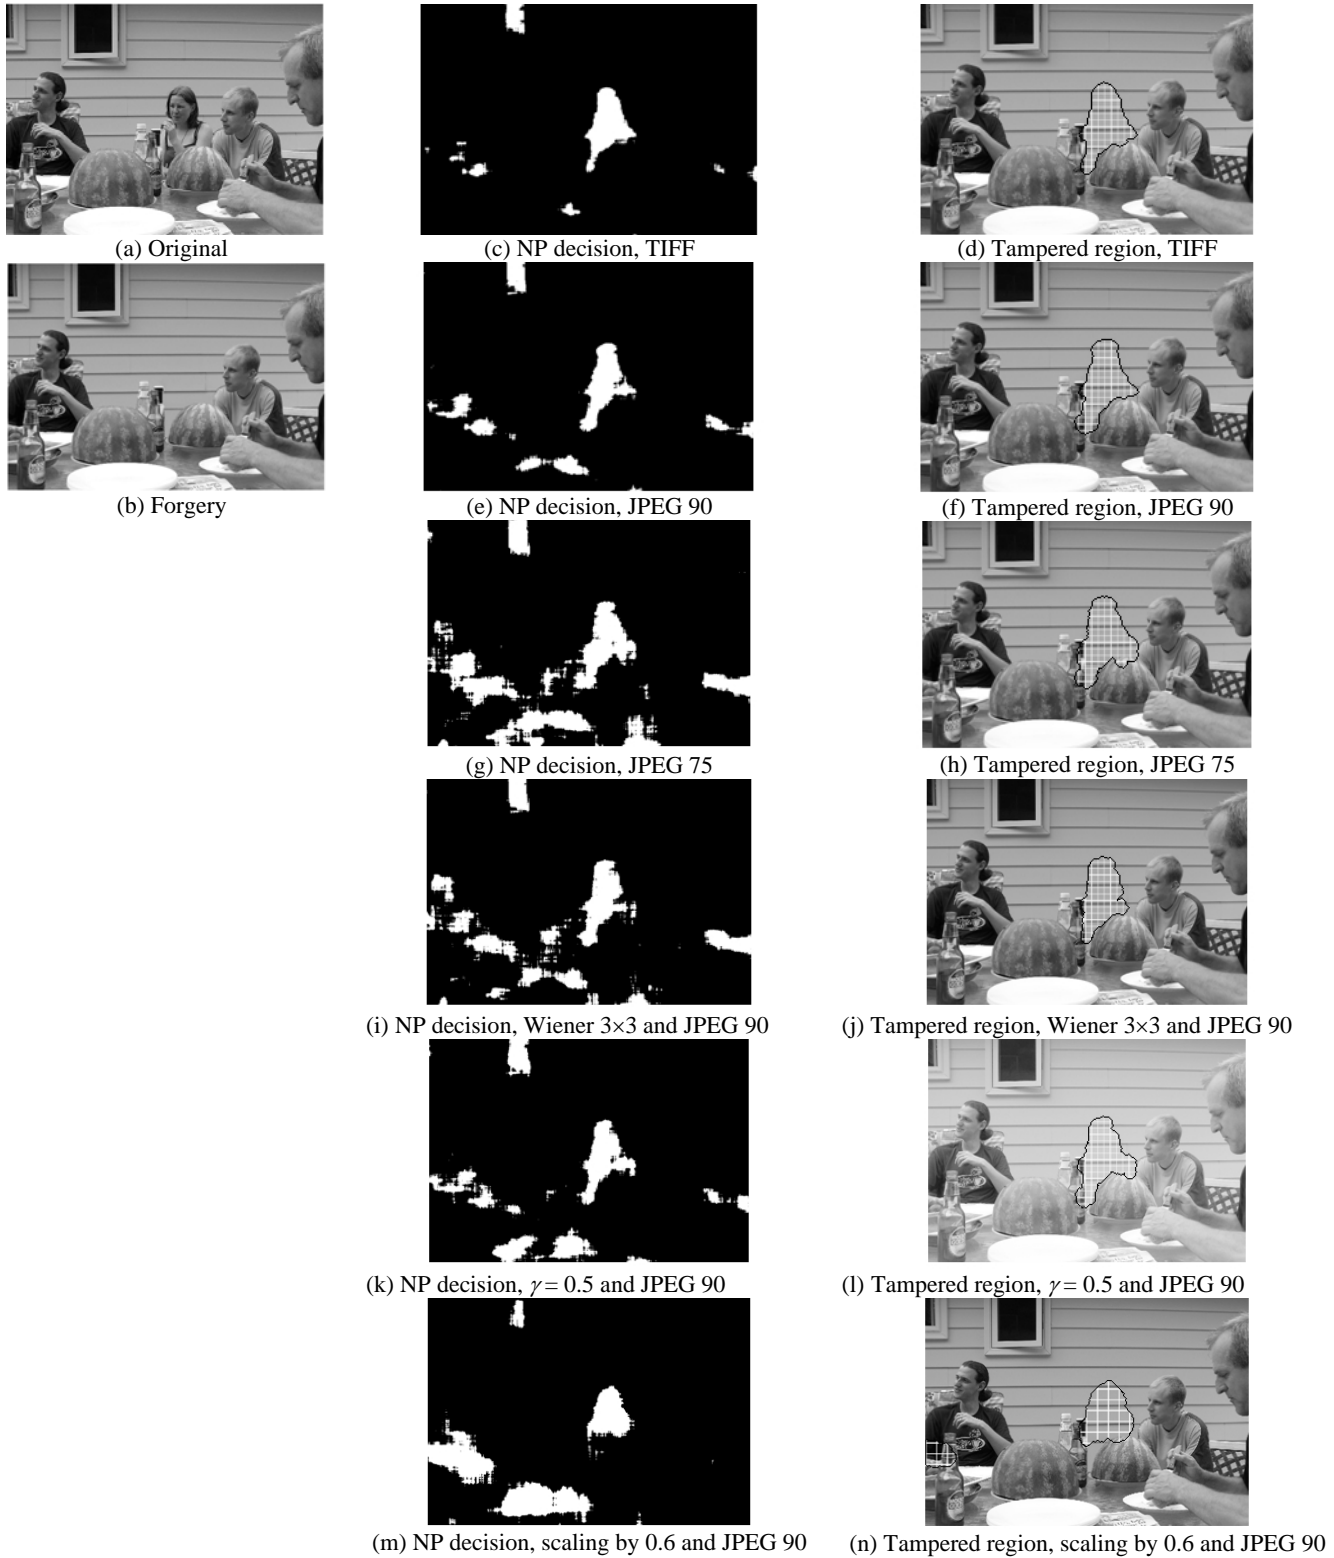 (a) Original
(c) NP decision, TIFF
(d) Tampered region, TIFF
(b) Forgery
(e) NP decision, JPEG 90
(f) Tampered region, JPEG 90
(g) NP decision, JPEG 75
(h) Tampered region, JPEG 75
(i) NP decision, Wiener 3×3 and JPEG 90
(j) Tampered region, Wiener 3×3 and JPEG 90
(k) NP decision, γ = 0.5 and JPEG 90
(l) Tampered region, γ = 0.5 and JPEG 90
(m) NP decision, scaling by 0.6 and JPEG 90
(n) Tampered region, scaling by 0.6 and JPEG 90